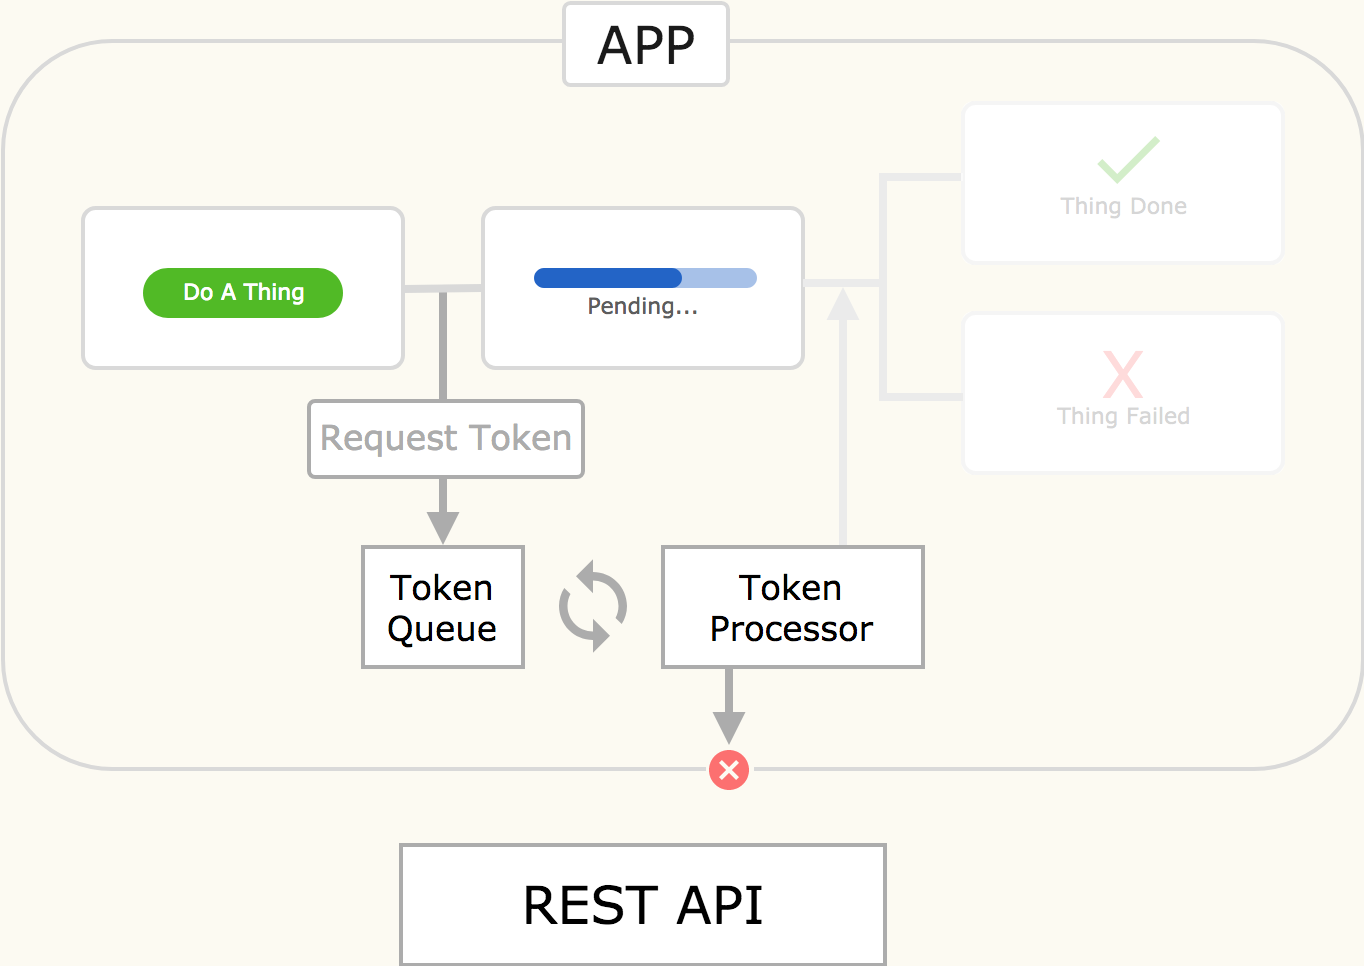 APP
Thing Done
Do A Thing
Pending...
Thing Failed
Request Token
Token
Queue
Token
Processor
REST API